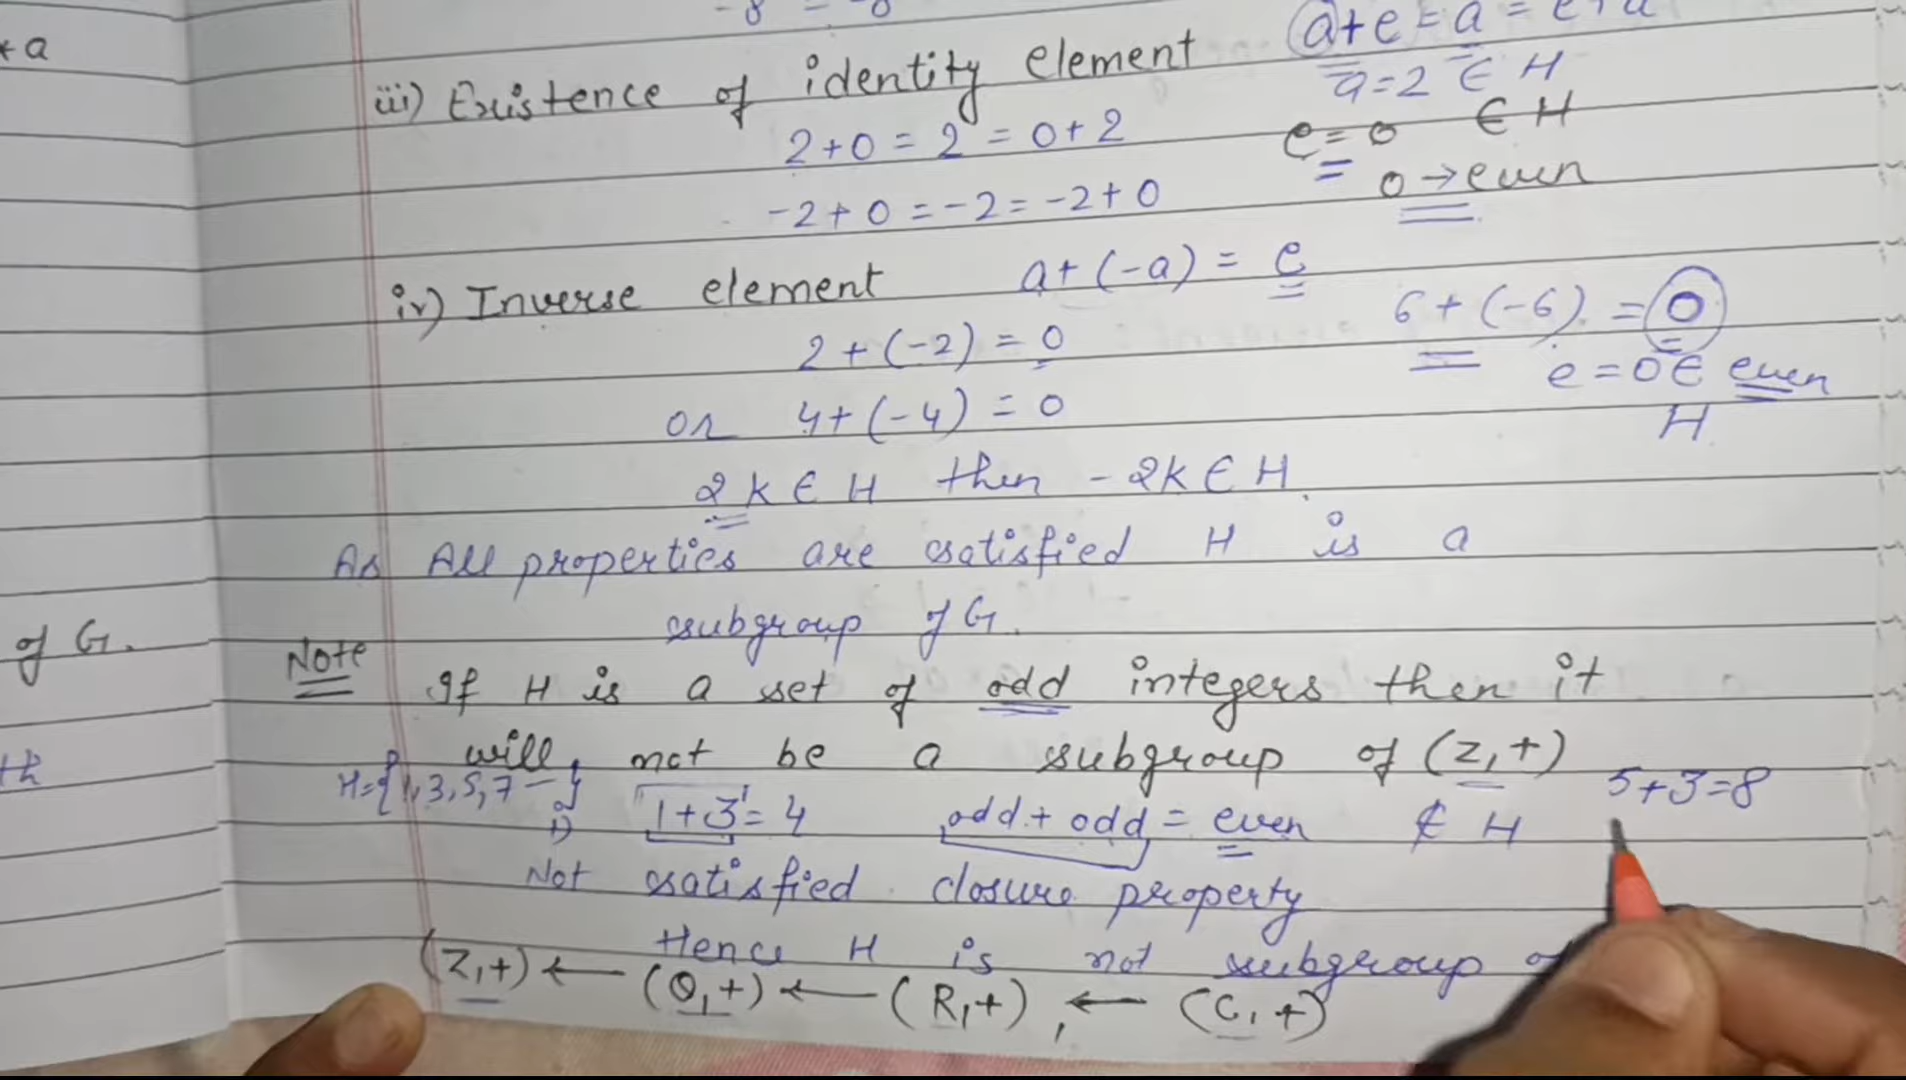 * a
-8 = -8
a+e = a = e+a
iii) Existence of identity element
a=2 ∈ H
2+0 = 2 = 0+2
e=0 ∈ H
-2+0 = -2 = -2+0
0→even
iv) Inverse element a+(-a) = e
6+(-6) = 0
2+(-2) = 0
e=0∈ even
H
or 4+(-4) = 0
2k ∈ H then -2k ∈ H
As All properties are satisfied H is a
subgroup of G.
of G.
Note If H is a set of odd integers then it
will not be a subgroup of (Z,+)
th
H={1,3,5,7-}
1+3=4 odd+odd = even ∉ H
5+3=8
Not satisfied closure property
Hence H is not subgroup
(Z,+) ← (Q,+) ← (R,+), ← (C,+)